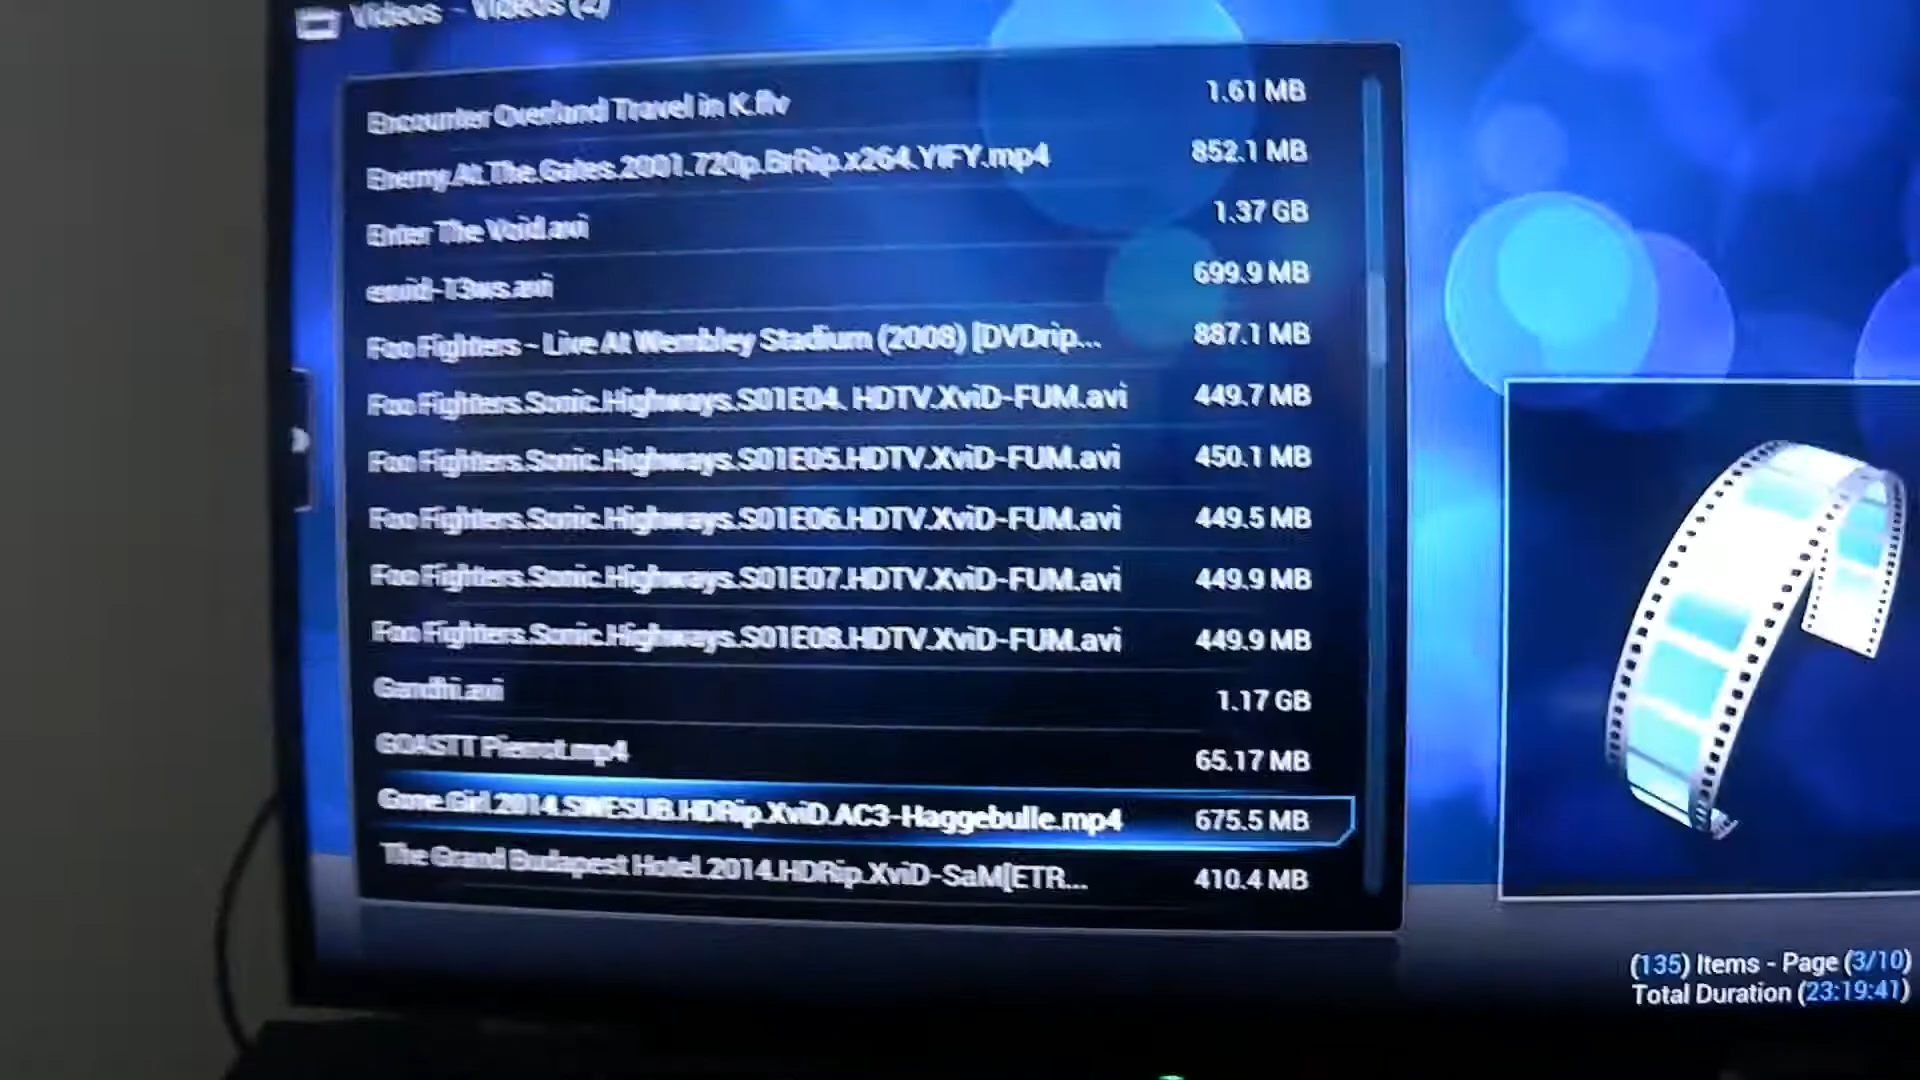 Videos - Videos (2)
Encounter Overland Travel in K.flv 1.61 MB
Enemy.At.The.Gates.2001.720p.BrRip.x264.YIFY.mp4 852.1 MB
Enter The Void.avi 1.37 GB
699.9 MB
Foo Fighters - Live At Wembley Stadium (2008) [DVDrip... 887.1 MB
Foo Fighters.Sonic.Highways.S01E04. HDTV.XviD-FUM.avi 449.7 MB
Foo Fighters.Sonic.Highways.S01E05.HDTV.XviD-FUM.avi 450.1 MB
Foo Fighters.Sonic.Highways.S01E06.HDTV.XviD-FUM.avi 449.5 MB
Foo Fighters.Sonic.Highways.S01E07.HDTV.XviD-FUM.avi 449.9 MB
Foo Fighters.Sonic.Highways.S01E08.HDTV.XviD-FUM.avi 449.9 MB
Gandhi.avi 1.17 GB
GOASTT Pierrot.mp4 65.17 MB
Gone.Girl.2014.SWESUB.HDRip.XviD.AC3-Haggebulle.mp4 675.5 MB
The Grand Budapest Hotel.2014.HDRip.XviD-SaM[ETR... 410.4 MB
(135) Items - Page (3/10)
Total Duration (23:19:41)